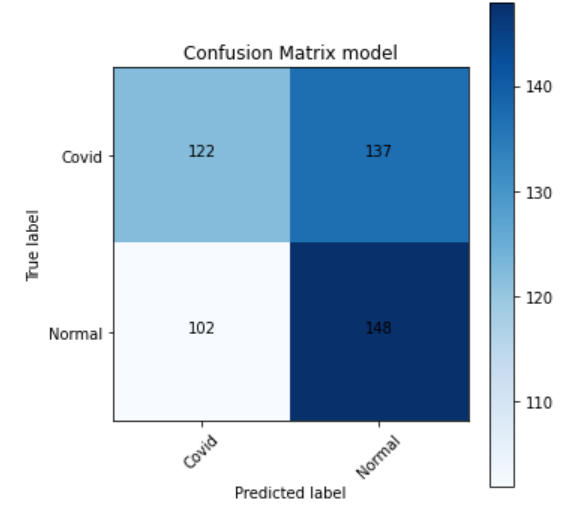 Confusion Matrix model
140
130
120
110
True label
Covid
122
137
Normal
102
148
Covid
Normal
Predicted label